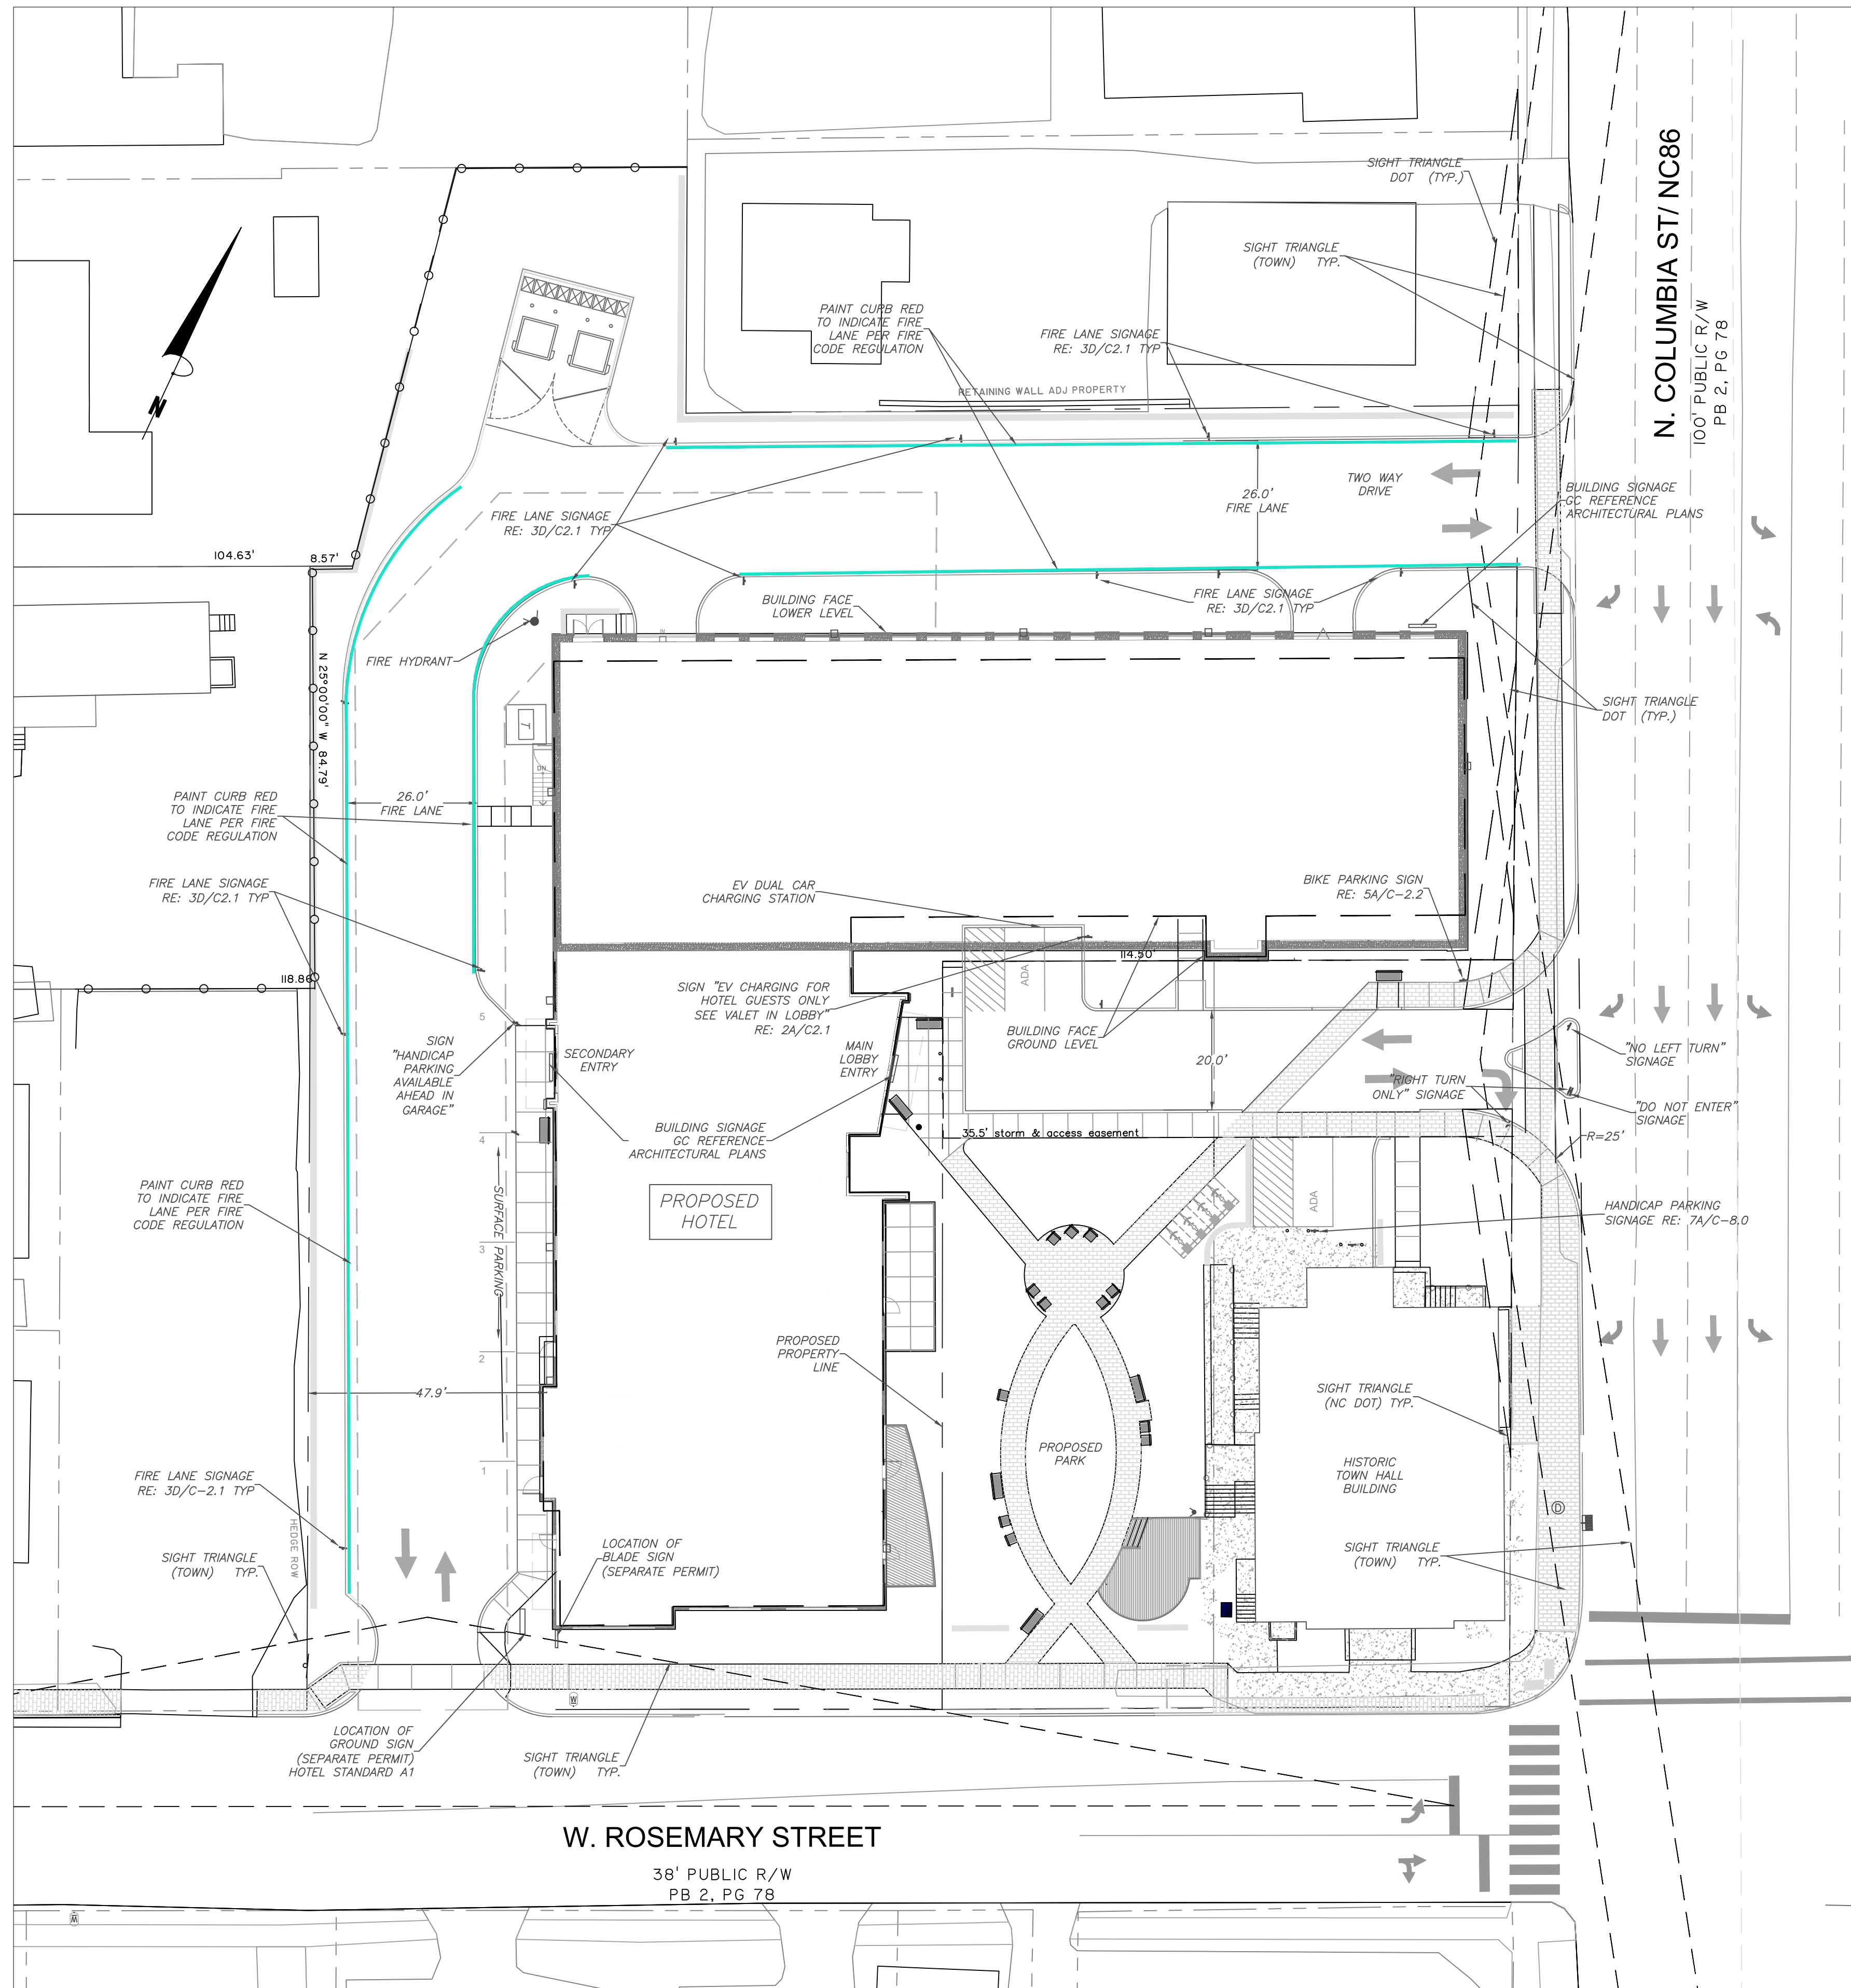 SIGHT TRIANGLE
DOT (TYP.)
N. COLUMBIA ST/ NC86
100' PUBLIC R/W
PB 2, PG 78
SIGHT TRIANGLE
(TOWN) TYP.
PAINT CURB RED
TO INDICATE FIRE
LANE PER FIRE
CODE REGULATION
FIRE LANE SIGNAGE
RE: 3D/C2.1 TYP
N
RETAINING WALL ADJ PROPERTY
TWO WAY
DRIVE
BUILDING SIGNAGE
GC REFERENCE
ARCHITECTURAL PLANS
26.0'
FIRE LANE
FIRE LANE SIGNAGE
RE: 3D/C2.1 TYP
104.63'
8.57'
BUILDING FACE
LOWER LEVEL
FIRE LANE SIGNAGE
RE: 3D/C2.1 TYP
IN
FIRE HYDRANT
N 25°00'00" W 84.79'
SIGHT TRIANGLE
DOT (TYP.)
T
DN
PAINT CURB RED
TO INDICATE FIRE
LANE PER FIRE
CODE REGULATION
26.0'
FIRE LANE
FIRE LANE SIGNAGE
RE: 3D/C2.1 TYP
EV DUAL CAR
CHARGING STATION
BIKE PARKING SIGN
RE: 5A/C-2.2
114.50'
ADA
118.86
SIGN "EV CHARGING FOR
HOTEL GUESTS ONLY
SEE VALET IN LOBBY"
RE: 2A/C2.1
5
BUILDING FACE
GROUND LEVEL
SIGN
"HANDICAP
PARKING
AVAILABLE
AHEAD IN
GARAGE"
SECONDARY
ENTRY
MAIN
LOBBY
ENTRY
20.0'
"NO LEFT TURN"
SIGNAGE
"RIGHT TURN
ONLY" SIGNAGE
"DO NOT ENTER"
SIGNAGE
BUILDING SIGNAGE
GC REFERENCE
ARCHITECTURAL PLANS
35.5' storm & access easement
R=25'
4
PAINT CURB RED
TO INDICATE FIRE
LANE PER FIRE
CODE REGULATION
SURFACE PARKING
PROPOSED
HOTEL
ADA
HANDICAP PARKING
SIGNAGE RE: 7A/C-8.0
3
PROPOSED
PROPERTY
LINE
2
47.9'
SIGHT TRIANGLE
(NC DOT) TYP.
PROPOSED
PARK
HISTORIC
TOWN HALL
BUILDING
1
FIRE LANE SIGNAGE
RE: 3D/C-2.1 TYP
D
HEDGE ROW
SIGHT TRIANGLE
(TOWN) TYP.
LOCATION OF
BLADE SIGN
(SEPARATE PERMIT)
SIGHT TRIANGLE
(TOWN) TYP.
W
LOCATION OF
GROUND SIGN
(SEPARATE PERMIT)
HOTEL STANDARD A1
SIGHT TRIANGLE
(TOWN) TYP.
W. ROSEMARY STREET
38' PUBLIC R/W
PB 2, PG 78
W